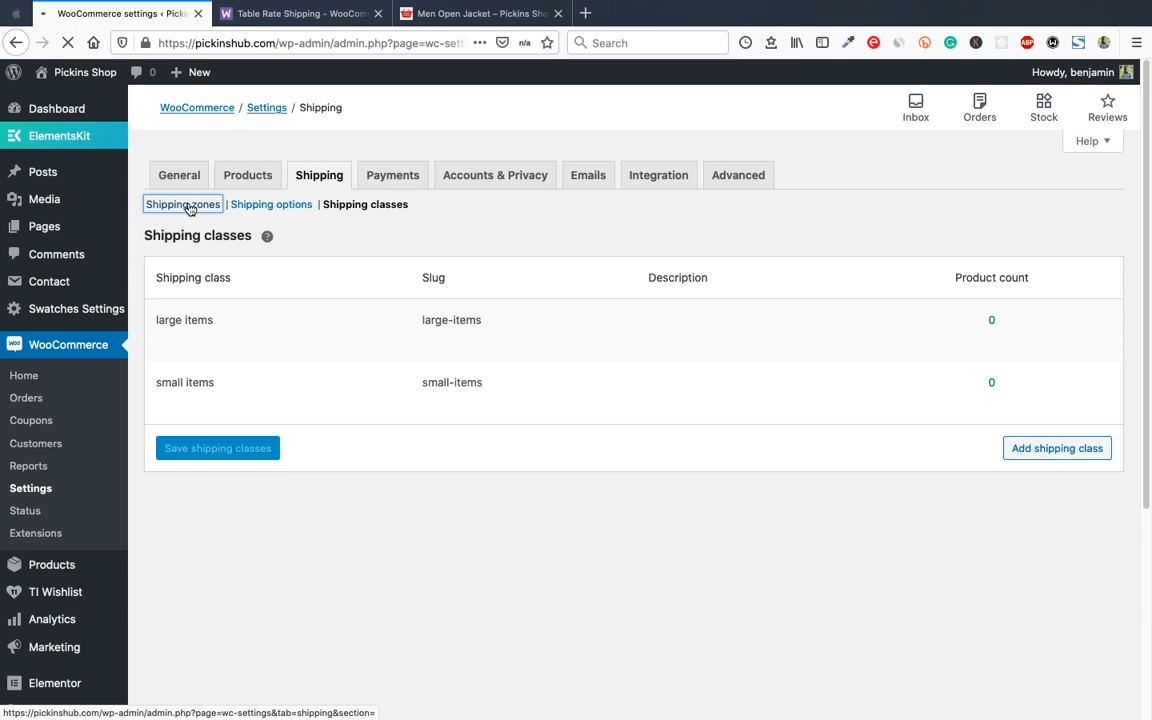 WooCommerce settings ‹ Picki
Table Rate Shipping - WooCom
Men Open Jacket – Pickins Sho
https://pickinshub.com/wp-admin/admin.php?page=wc-sett
n/a
Search
Pickins Shop
0
New
Howdy, benjamin
Dashboard
ElementsKit
Posts
Media
Pages
Comments
Contact
Swatches Settings
WooCommerce
Home
Orders
Coupons
Customers
Reports
Settings
Status
Extensions
Products
TI Wishlist
Analytics
Marketing
Elementor
WooCommerce / Settings / Shipping
Inbox
Orders
Stock
Reviews
Help
General
Products
Shipping
Payments
Accounts & Privacy
Emails
Integration
Advanced
Shipping zones | Shipping options | Shipping classes
Shipping classes ?
Shipping class Slug Description Product count
large items large-items 0
small items small-items 0
Save shipping classes
Add shipping class
https://pickinshub.com/wp-admin/admin.php?page=wc-settings&tab=shipping&section=